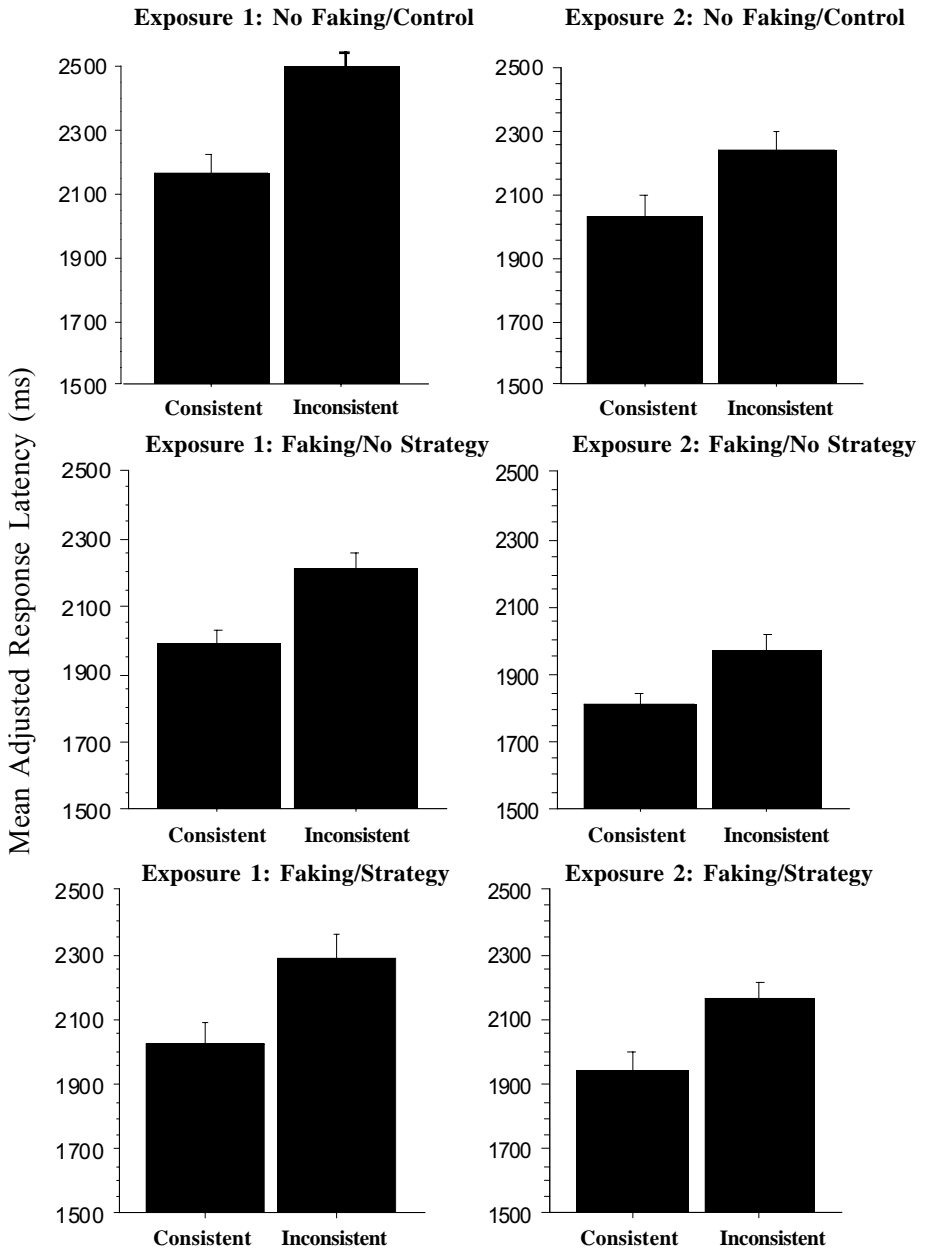 Exposure 1: No Faking/Control
2500
2300
2100
1900
1700
1500
Consistent Inconsistent
Exposure 2: No Faking/Control
2500
2300
2100
1900
1700
1500
Consistent Inconsistent
Mean Adjusted Response Latency (ms)
Exposure 1: Faking/No Strategy
2500
2300
2100
1900
1700
1500
Consistent Inconsistent
Exposure 2: Faking/No Strategy
2500
2300
2100
1900
1700
1500
Consistent Inconsistent
Exposure 1: Faking/Strategy
2500
2300
2100
1900
1700
1500
Consistent Inconsistent
Exposure 2: Faking/Strategy
2500
2300
2100
1900
1700
1500
Consistent Inconsistent